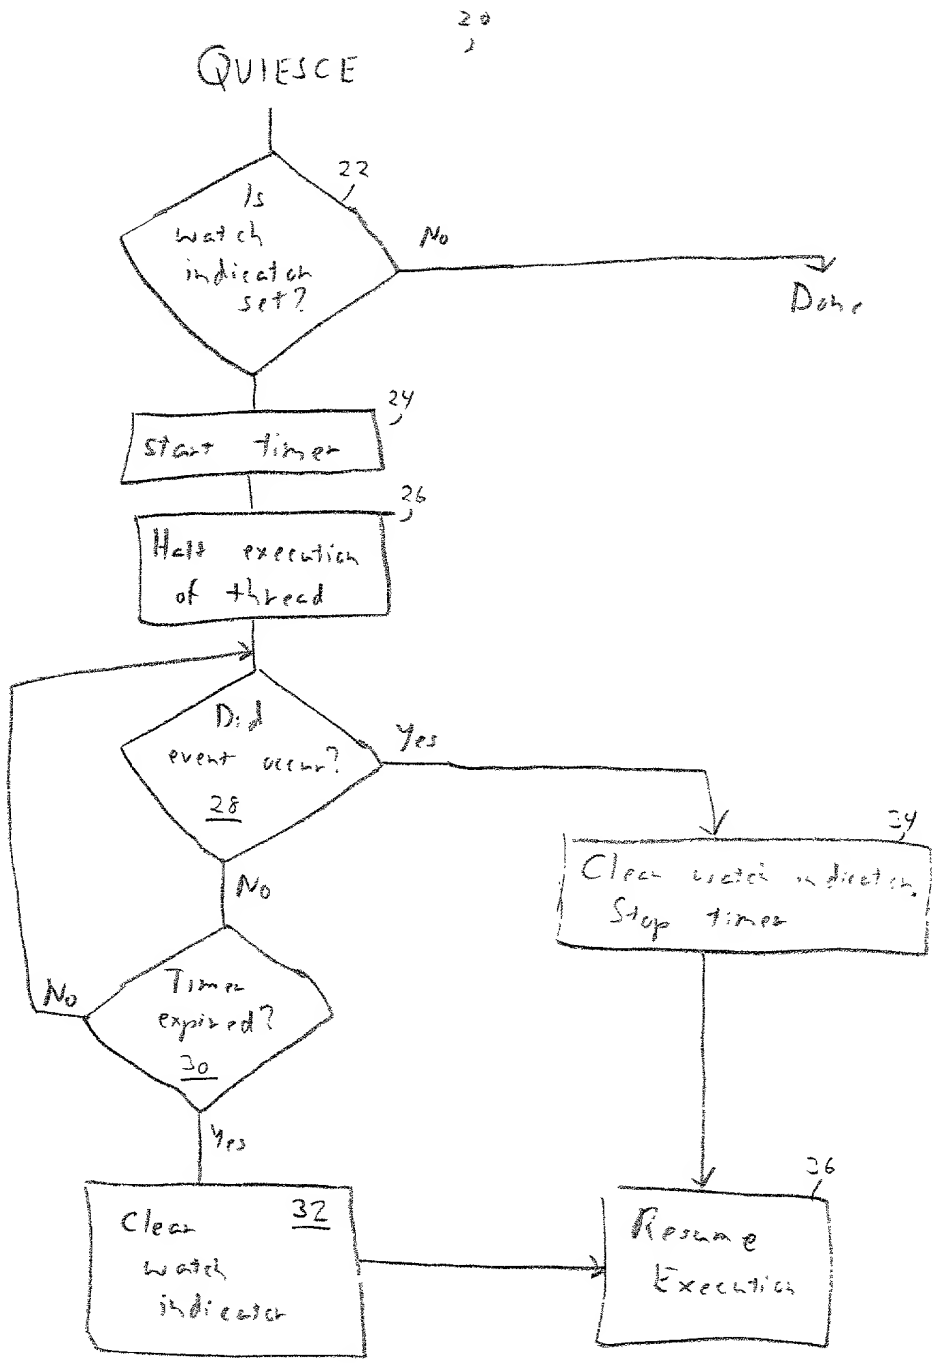 20
QUIESCE
22
Is
watch
indicator
set?
No
Done
24
Start timer
26
Halt execution
of thread
Did
event occur?
28
Yes
No
34
Clear watch indicator.
Stop timer
Timer
expired?
30
No
Yes
32
Clear
watch
indicator
36
Resume
Execution